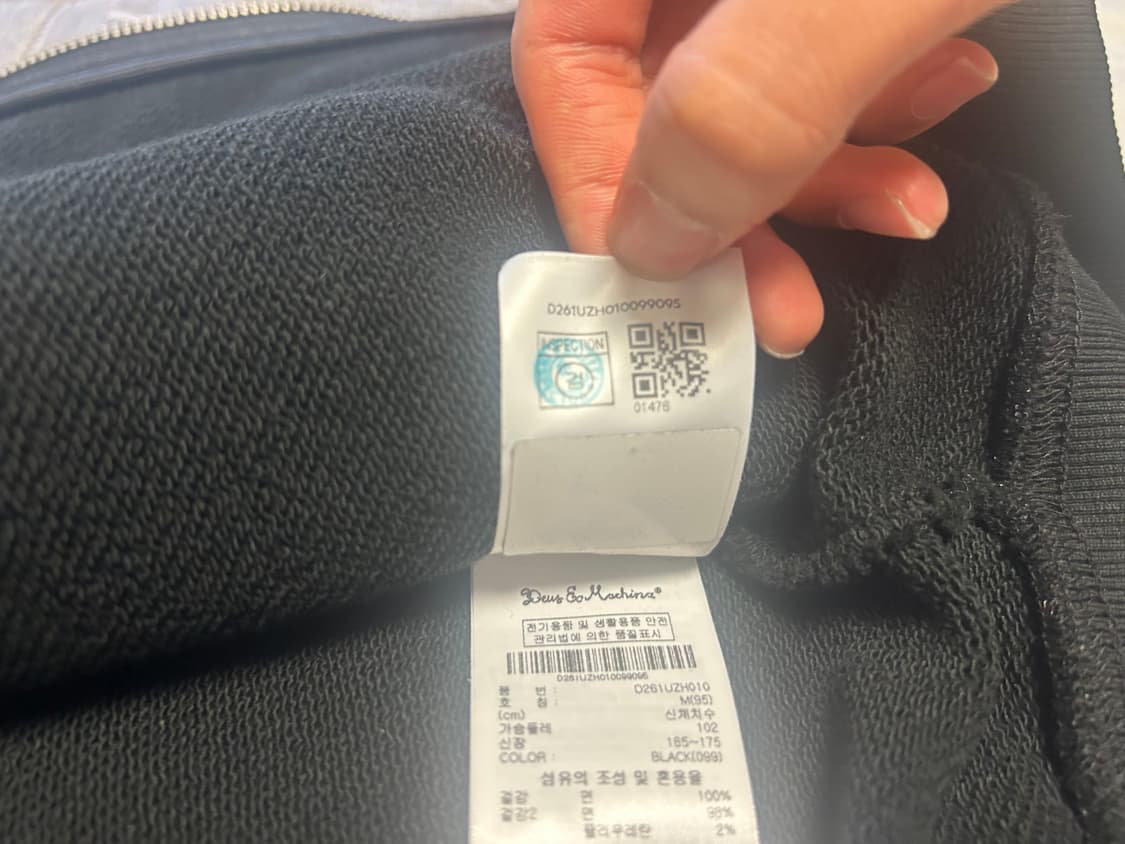 D261UZH010099095
INSPECTION
검
01476
Deus Ex Machina®
전기용품 및 생활용품 안전
관리법에 의한 품질표시
D261UZH010099095
품 번 : D261UZH010
호 칭 : M(95)
(cm) 신체치수
가슴둘레 102
신장 165~175
COLOR : BLACK(099)
섬유의 조성 및 혼용율
겉감 면 100%
겉감2 면 98%
폴리우레탄 2%